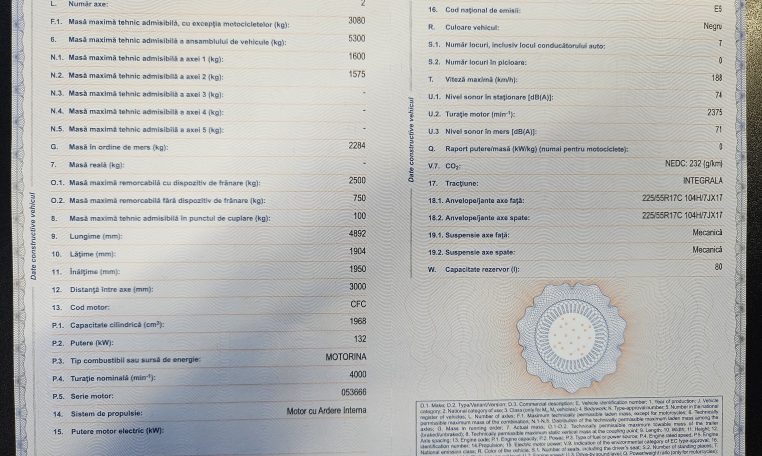 L. Număr axe: 2
F.1. Masă maximă tehnic admisibilă, cu excepția motocicletelor (kg): 3080
6. Masă maximă tehnic admisibilă a ansamblului de vehicule (kg): 5300
N.1. Masă maximă tehnic admisibilă a axei 1 (kg): 1600
N.2. Masă maximă tehnic admisibilă a axei 2 (kg): 1575
N.3. Masă maximă tehnic admisibilă a axei 3 (kg): -
N.4. Masă maximă tehnic admisibilă a axei 4 (kg): -
N.5. Masă maximă tehnic admisibilă a axei 5 (kg): -
G. Masă în ordine de mers (kg): 2284
7. Masă reală (kg): -
O.1. Masă maximă remorcabilă cu dispozitiv de frânare (kg): 2500
O.2. Masă maximă remorcabilă fără dispozitiv de frânare (kg): 750
8. Masă maximă tehnic admisibilă în punctul de cuplare (kg): 100
9. Lungime (mm): 4892
10. Lățime (mm): 1904
11. Înălțime (mm): 1950
12. Distanță între axe (mm): 3000
13. Cod motor: CFC
P.1. Capacitate cilindrică (cm³): 1968
P.2. Putere (kW): 132
P.3. Tip combustibil sau sursă de energie: MOTORINA
P.4. Turație nominală (min⁻¹): 4000
P.5. Serie motor: 053666
14. Sistem de propulsie: Motor cu Ardere Interna
15. Putere motor electric (kW):
Date constructive vehicul
16. Cod național de emisii: E5
R. Culoare vehicul: Negru
S.1. Număr locuri, inclusiv locul conducătorului auto: 7
S.2. Număr locuri în picioare: 0
T. Viteză maximă (km/h): 188
U.1. Nivel sonor în staționare [dB(A)]: 74
U.2. Turație motor (min⁻¹): 2375
U.3 Nivel sonor în mers [dB(A)]: 71
Q. Raport putere/masă (kW/kg) (numai pentru motociclete): 0
V.7. CO₂: NEDC: 232 (g/km)
17. Tracțiune: INTEGRALA
18.1. Anvelope/jante axe față: 225/55R17C 104H/7JX17
18.2. Anvelope/jante axe spate: 225/55R17C 104H/7JX17
19.1. Suspensie axe față: Mecanică
19.2. Suspensie axe spate: Mecanică
W. Capacitate rezervor (l): 80
Date constructive vehicul